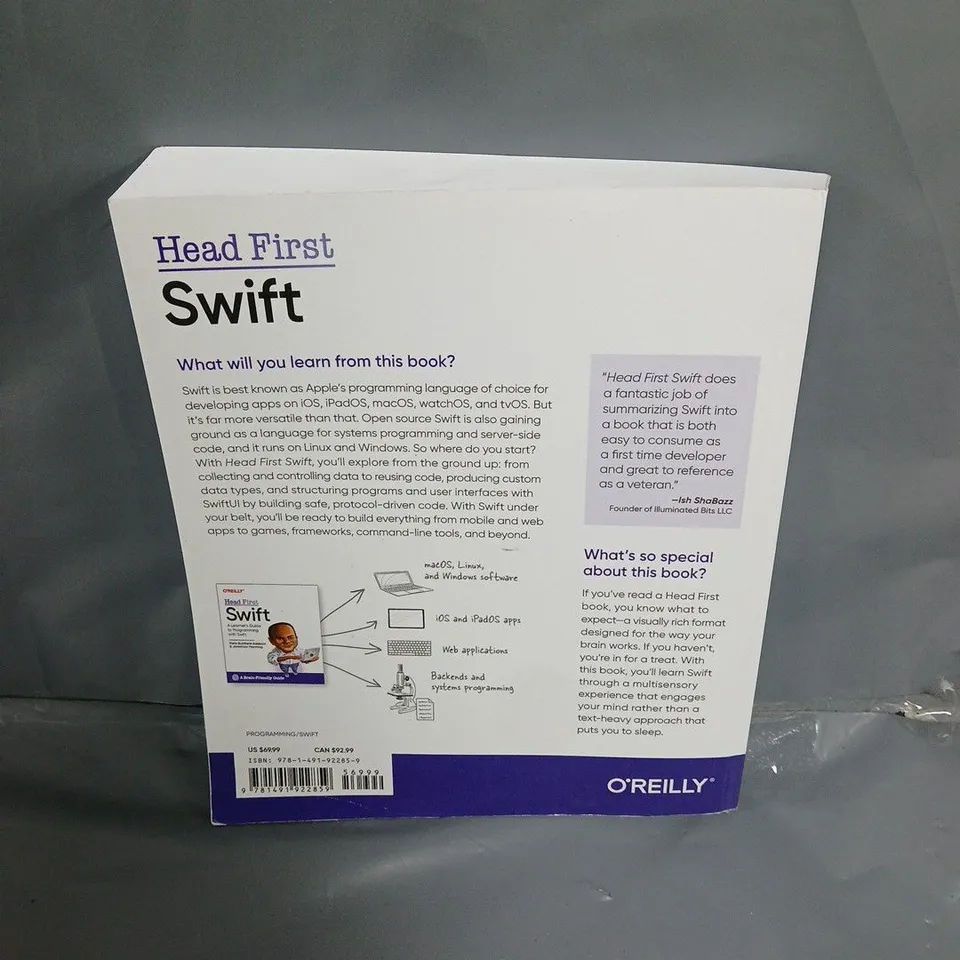 Head First
Swift
What will you learn from this book?
Swift is best known as Apple's programming language of choice for
developing apps on iOS, iPadOS, macOS, watchOS, and tvOS. But
it's far more versatile than that. Open source Swift is also gaining
ground as a language for systems programming and server-side
code, and it runs on Linux and Windows. So where do you start?
With Head First Swift, you'll explore from the ground up: from
collecting and controlling data to reusing code, producing custom
data types, and structuring programs and user interfaces with
SwiftUI by building safe, protocol-driven code. With Swift under
your belt, you'll be ready to build everything from mobile and web
apps to games, frameworks, command-line tools, and beyond.
O'REILLY®
Head First
Swift
A Learner's Guide
to Programming
with Swift
& Jonathon Manning
A Brain-Friendly Guide
macOS, Linux,
and Windows software
iOS and iPadOS apps
Web applications
Backends and
systems programming
"Head First Swift does
a fantastic job of
summarizing Swift into
a book that is both
easy to consume as
a first time developer
and great to reference
as a veteran."
—Ish ShaBazz
Founder of Illuminated Bits LLC
What's so special
about this book?
If you've read a Head First
book, you know what to
expect—a visually rich format
designed for the way your
brain works. If you haven't,
you're in for a treat. With
this book, you'll learn Swift
through a multisensory
experience that engages
your mind rather than a
text-heavy approach that
puts you to sleep.
PROGRAMMING/SWIFT
US $69.99 CAN $92.99
ISBN: 978-1-491-92285-9
56999
9 781491 922859
O'REILLY®